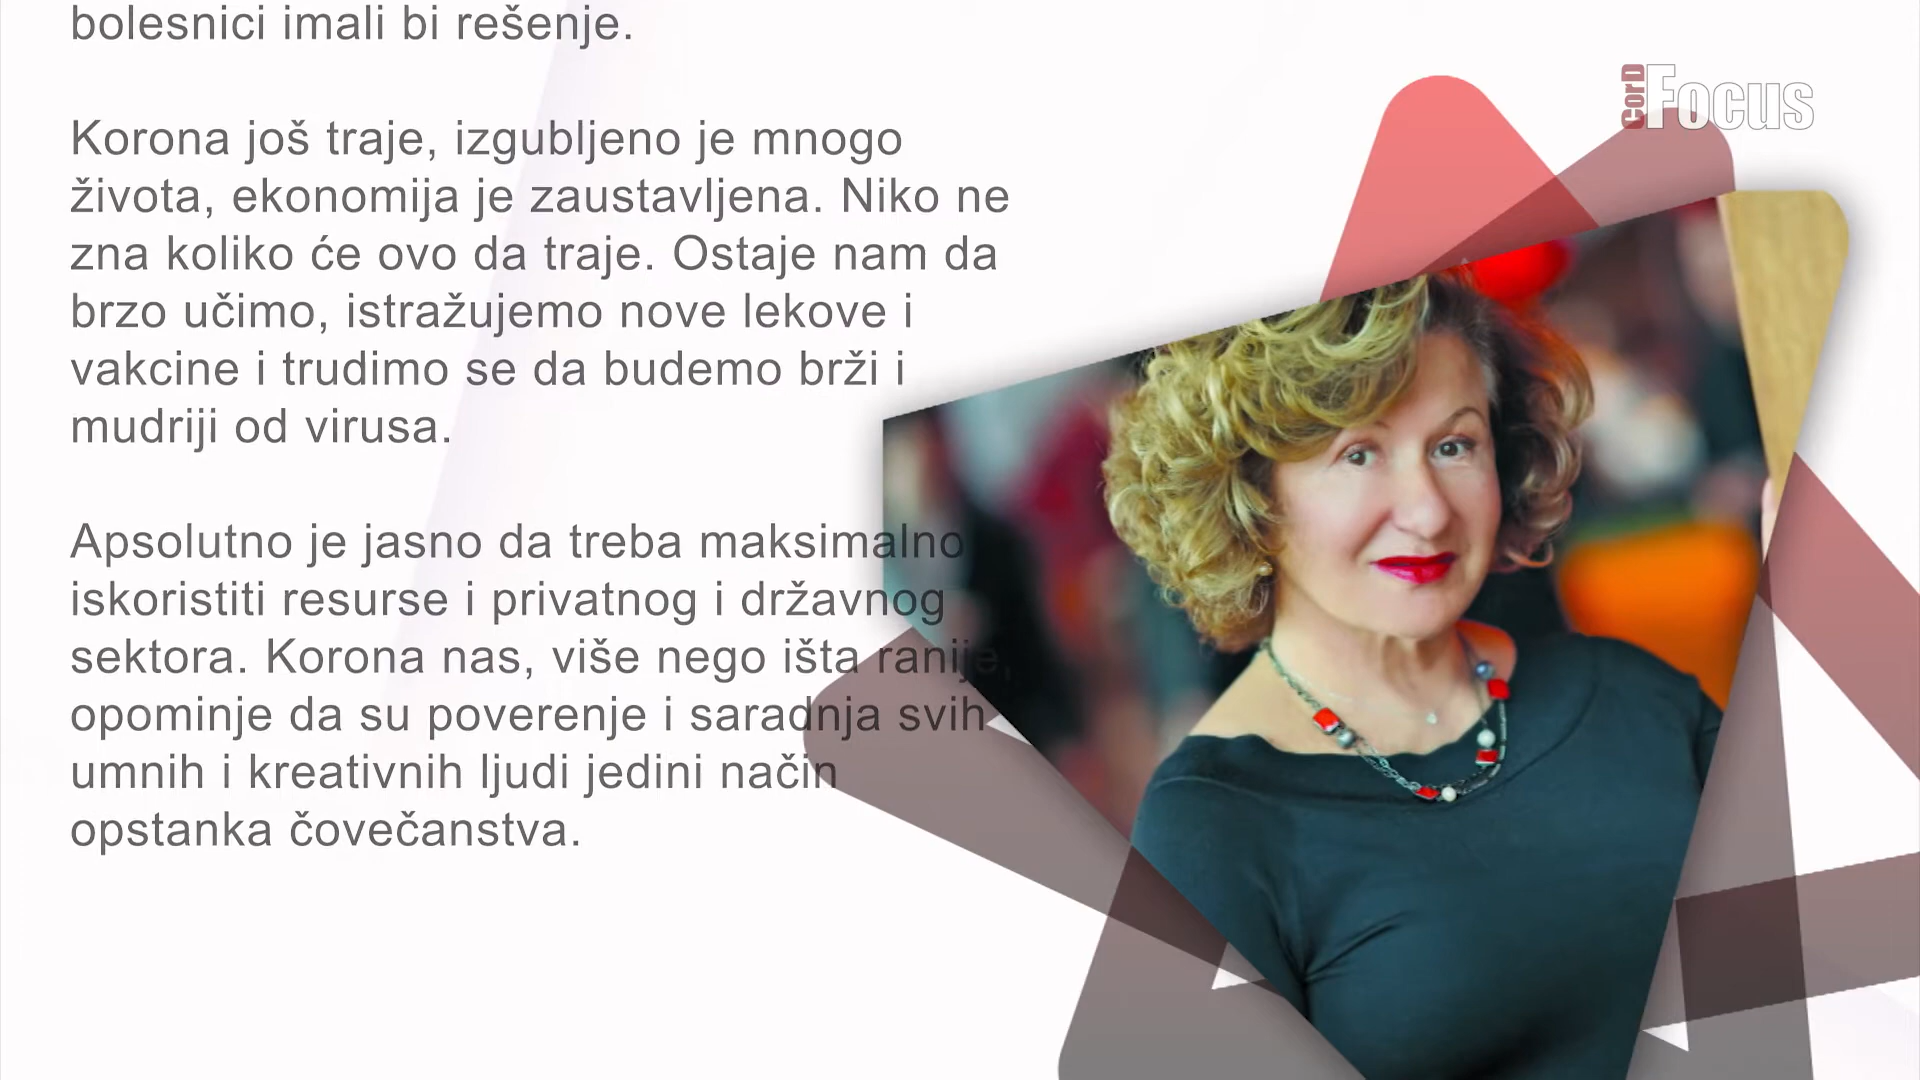 bolesnici imali bi rešenje.
Korona još traje, izgubljeno je mnogo
života, ekonomija je zaustavljena. Niko ne
zna koliko će ovo da traje. Ostaje nam da
brzo učimo, istražujemo nove lekove i
vakcine i trudimo se da budemo brži i
mudriji od virusa.
Apsolutno je jasno da treba maksimalno
iskoristiti resurse i privatnog i državnog
sektora. Korona nas, više nego išta ranije,
opominje da su poverenje i saradnja svih
umnih i kreativnih ljudi jedini način
opstanka čovečanstva.
CorD Focus